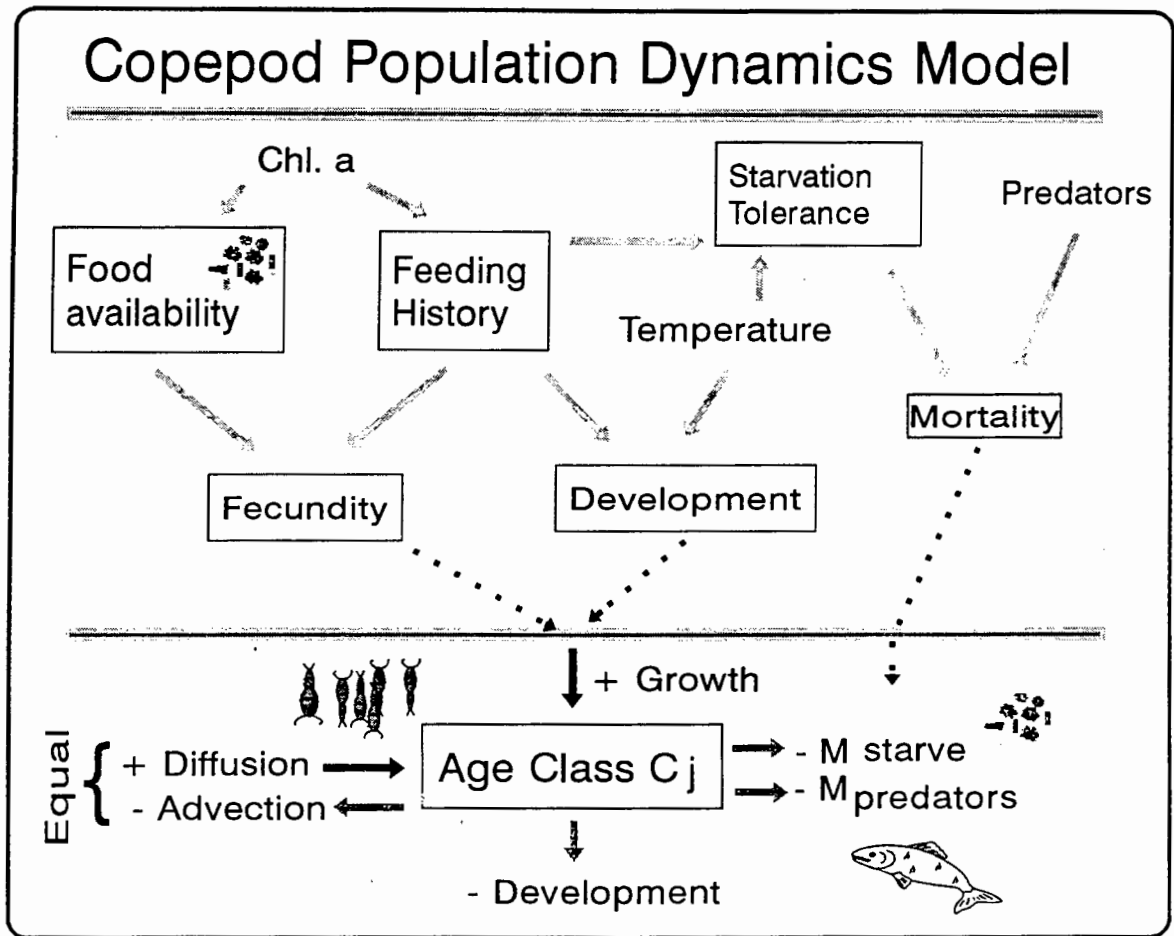 Copepod Population Dynamics Model
Chl. a
Starvation
Tolerance
Predators
Food
availability
Feeding
History
Temperature
Mortality
Fecundity
Development
+ Growth
Equal
+ Diffusion
- Advection
Age Class C j
- M starve
- M predators
- Development